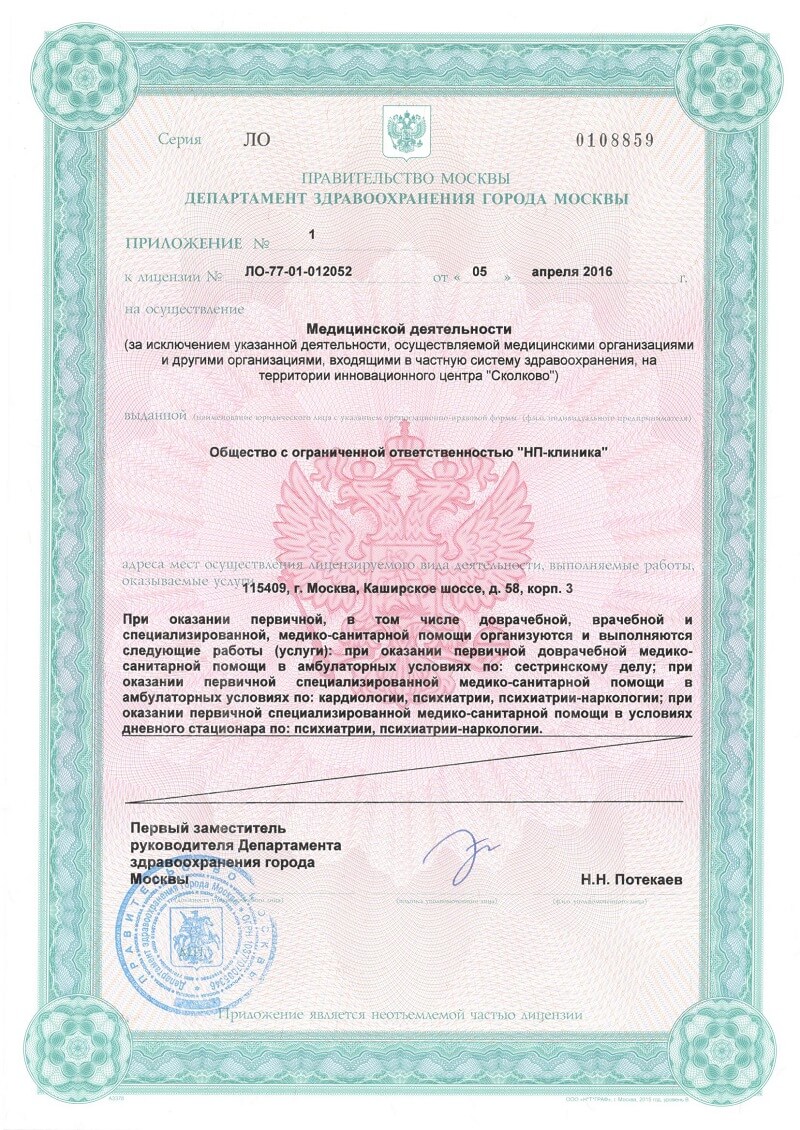 Серия ЛО 0108859
ПРАВИТЕЛЬСТВО МОСКВЫ
ДЕПАРТАМЕНТ ЗДРАВООХРАНЕНИЯ ГОРОДА МОСКВЫ
ПРИЛОЖЕНИЕ № 1
к лицензии № ЛО-77-01-012052 от « 05 » апреля 2016 г.
на осуществление
Медицинской деятельности
(за исключением указанной деятельности, осуществляемой медицинскими организациями
и другими организациями, входящими в частную систему здравоохранения, на
территории инновационного центра "Сколково")
выданной (наименование юридического лица с указанием организационно-правовой формы (ф.и.о. индивидуального предпринимателя)
Общество с ограниченной ответственностью "НП-клиника"
адреса мест осуществления лицензируемого вида деятельности, выполняемые работы,
оказываемые услуги
115409, г. Москва, Каширское шоссе, д. 58, корп. 3
При оказании первичной, в том числе доврачебной, врачебной и
специализированной, медико-санитарной помощи организуются и выполняются
следующие работы (услуги): при оказании первичной доврачебной медико-
санитарной помощи в амбулаторных условиях по: сестринскому делу; при
оказании первичной специализированной медико-санитарной помощи в
амбулаторных условиях по: кардиологии, психиатрии, психиатрии-наркологии; при
оказании первичной специализированной медико-санитарной помощи в условиях
дневного стационара по: психиатрии, психиатрии-наркологии.
Первый заместитель
руководителя Департамента
здравоохранения города
Москвы Н.Н. Потекаев
(подпись уполномоченного лица) (ф.и.о. уполномоченного лица)
ПРАВИТЕЛЬСТВО МОСКВЫ
Департамент здравоохранения города Москвы
Приложение является неотъемлемой частью лицензии